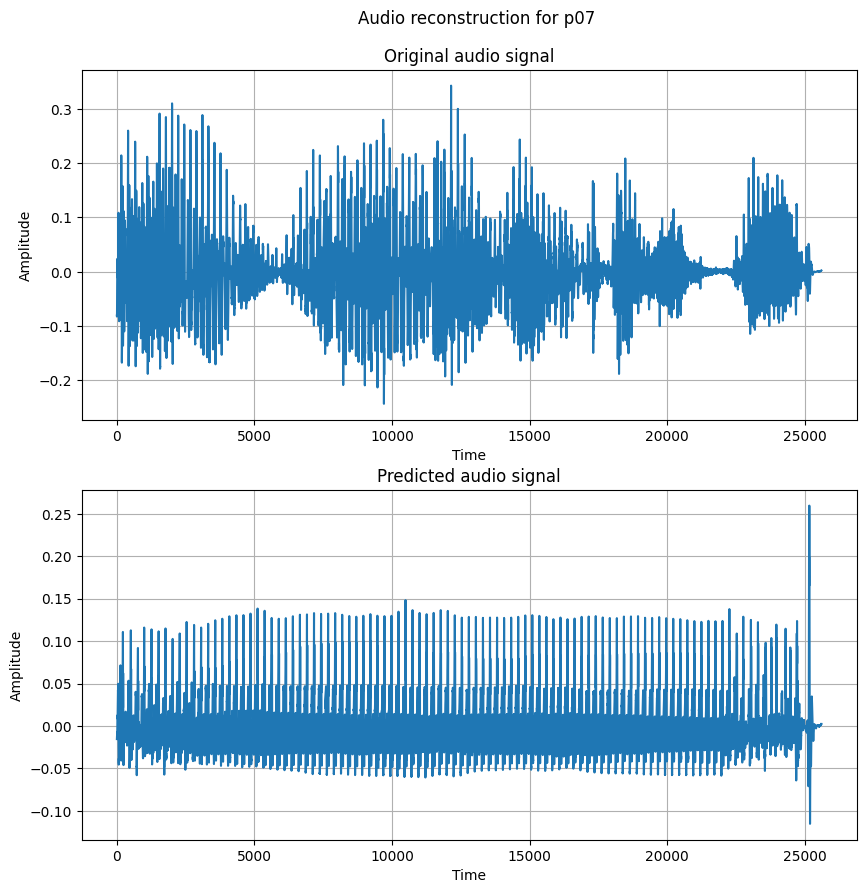 Audio reconstruction for p07
Original audio signal
0.3
0.2
0.1
0.0
−0.1
−0.2
Amplitude
0 5000 10000 15000 20000 25000
Time
Predicted audio signal
0.25
0.20
0.15
0.10
0.05
0.00
−0.05
−0.10
Amplitude
0 5000 10000 15000 20000 25000
Time